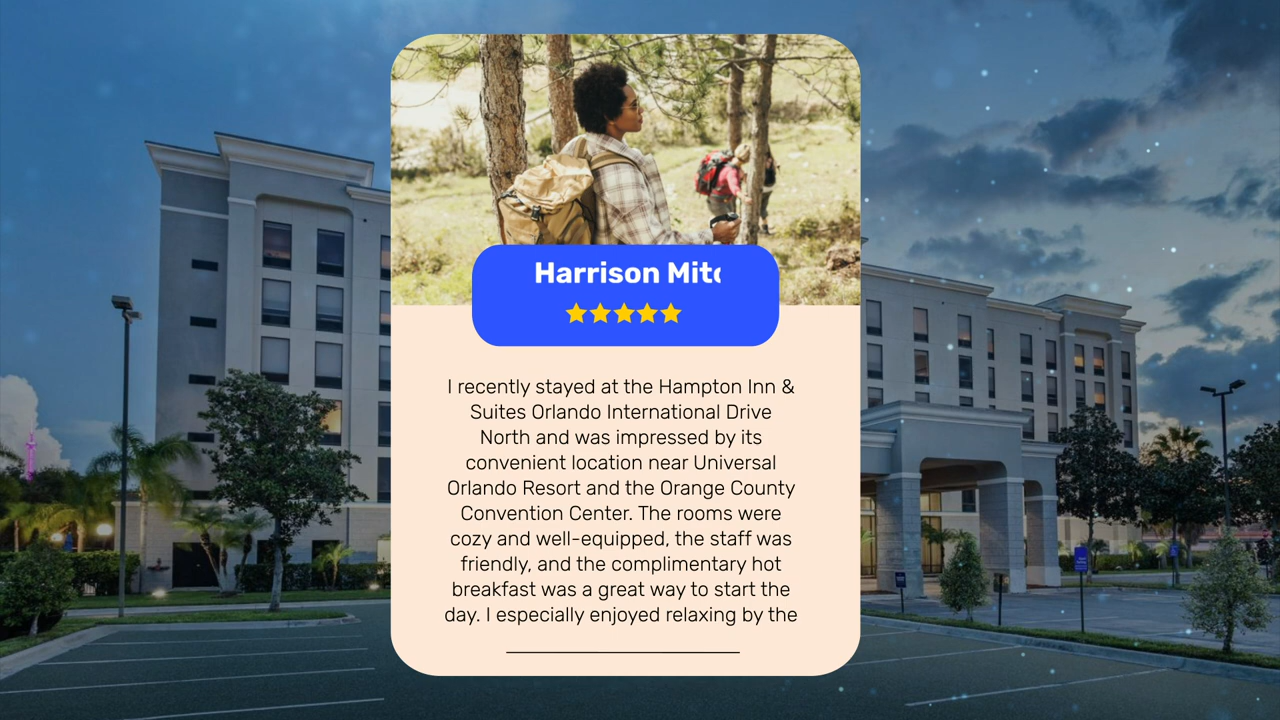 Harrison Mitc
I recently stayed at the Hampton Inn &
Suites Orlando International Drive
North and was impressed by its
convenient location near Universal
Orlando Resort and the Orange County
Convention Center. The rooms were
cozy and well-equipped, the staff was
friendly, and the complimentary hot
breakfast was a great way to start the
day. I especially enjoyed relaxing by the